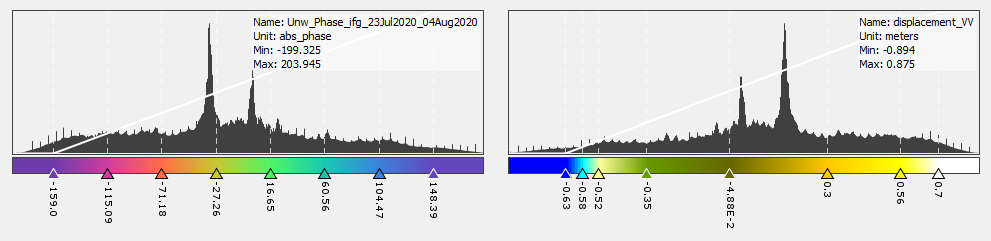 Name: Unw_Phase_ifg_23Jul2020_04Aug2020
Unit: abs_phase
Min: -199.325
Max: 203.945
-159.0
-115.09
-71.18
-27.26
16.65
60.56
104.47
148.39
Name: displacement_VV
Unit: meters
Min: -0.894
Max: 0.875
-0.63
-0.58
-0.52
-0.35
-4.88E-2
0.3
0.56
0.7